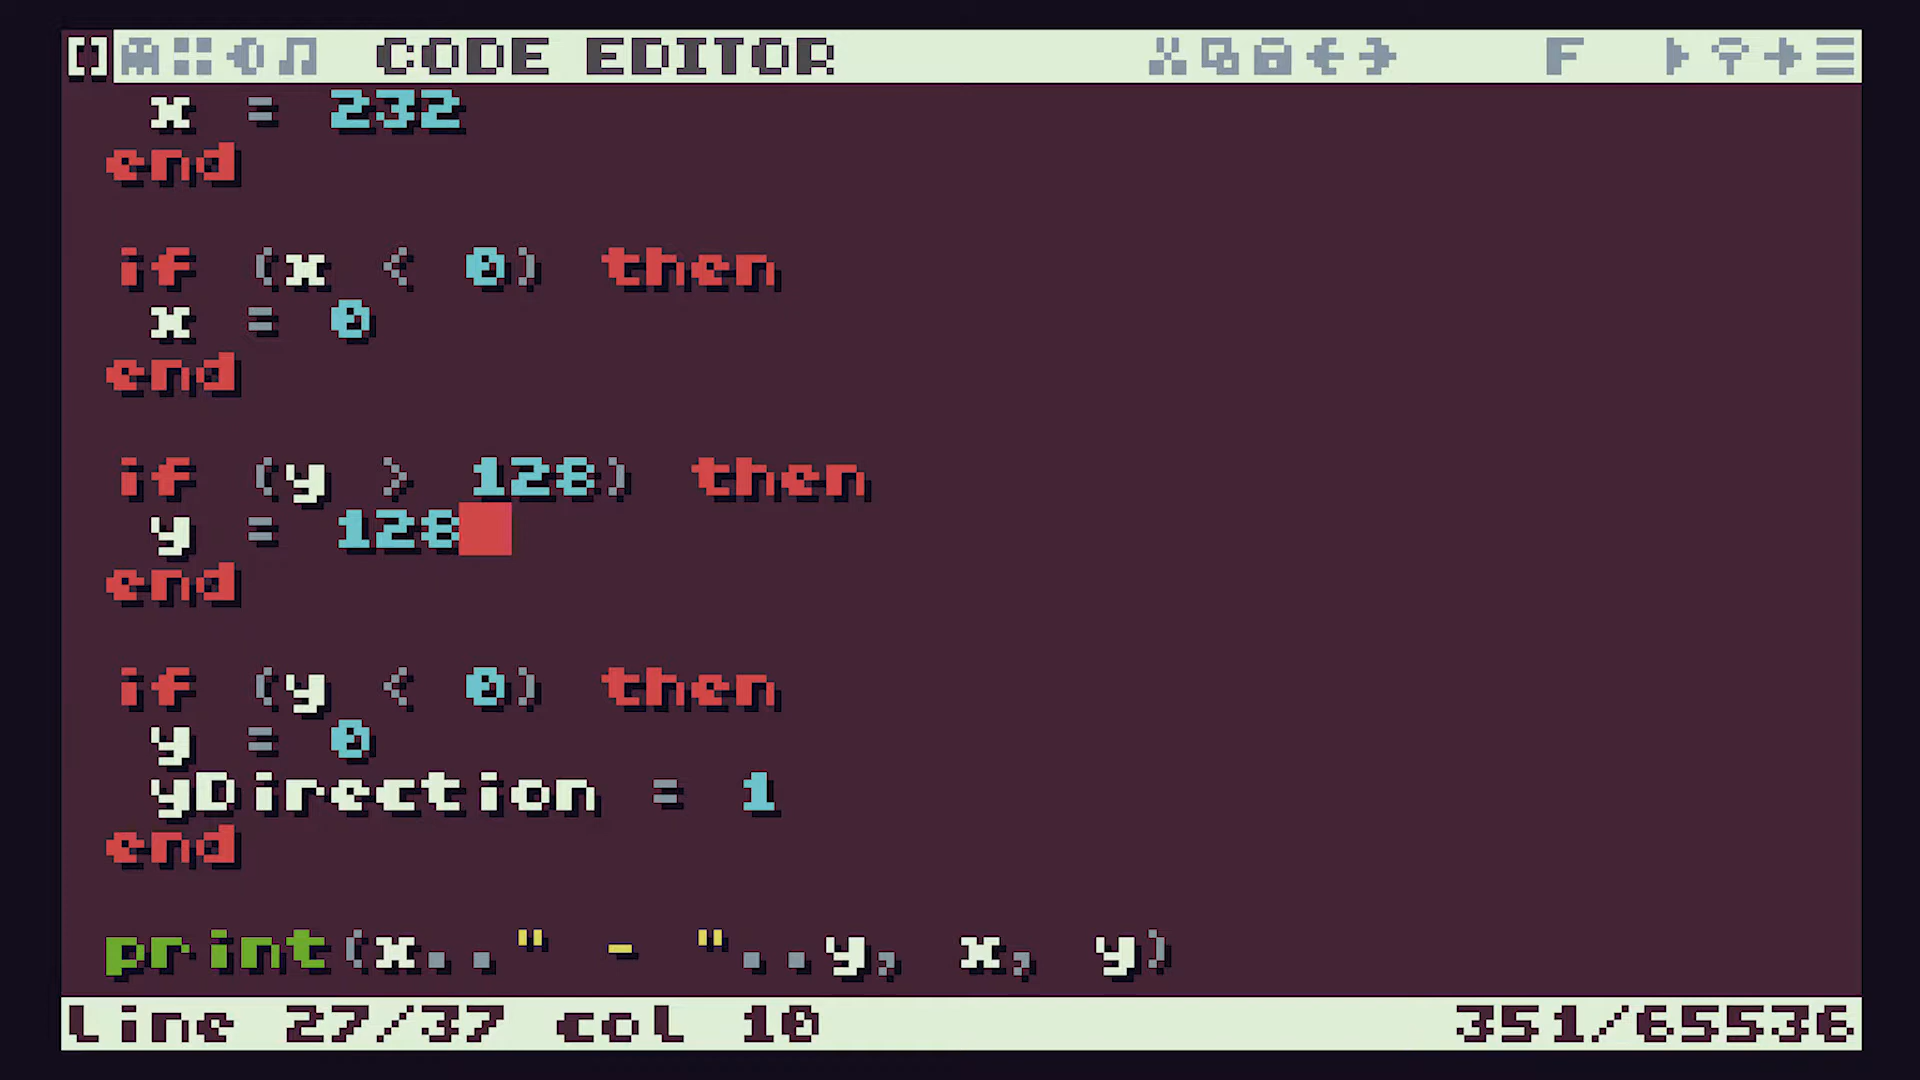 CODE EDITOR F
x = 232
end
if (x < 0) then
x = 0
end
if (y > 128) then
y = 128
end
if (y < 0) then
y = 0
yDirection = 1
end
print(x.." - "..y, x, y)
line 27/37 col 10 351/65536